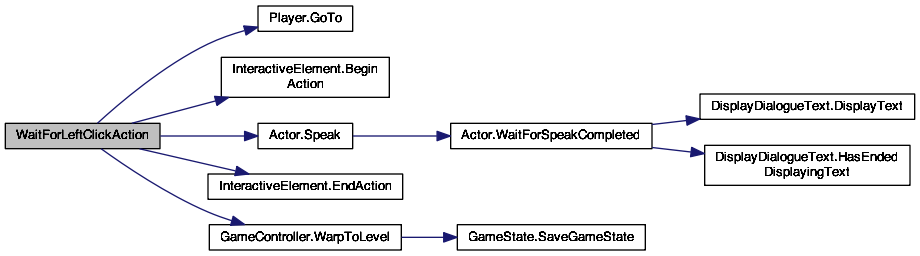 Player.GoTo
InteractiveElement.Begin
Action
WaitForLeftClickAction
Actor.Speak
Actor.WaitForSpeakCompleted
DisplayDialogueText.DisplayText
DisplayDialogueText.HasEnded
DisplayingText
InteractiveElement.EndAction
GameController.WarpToLevel
GameState.SaveGameState